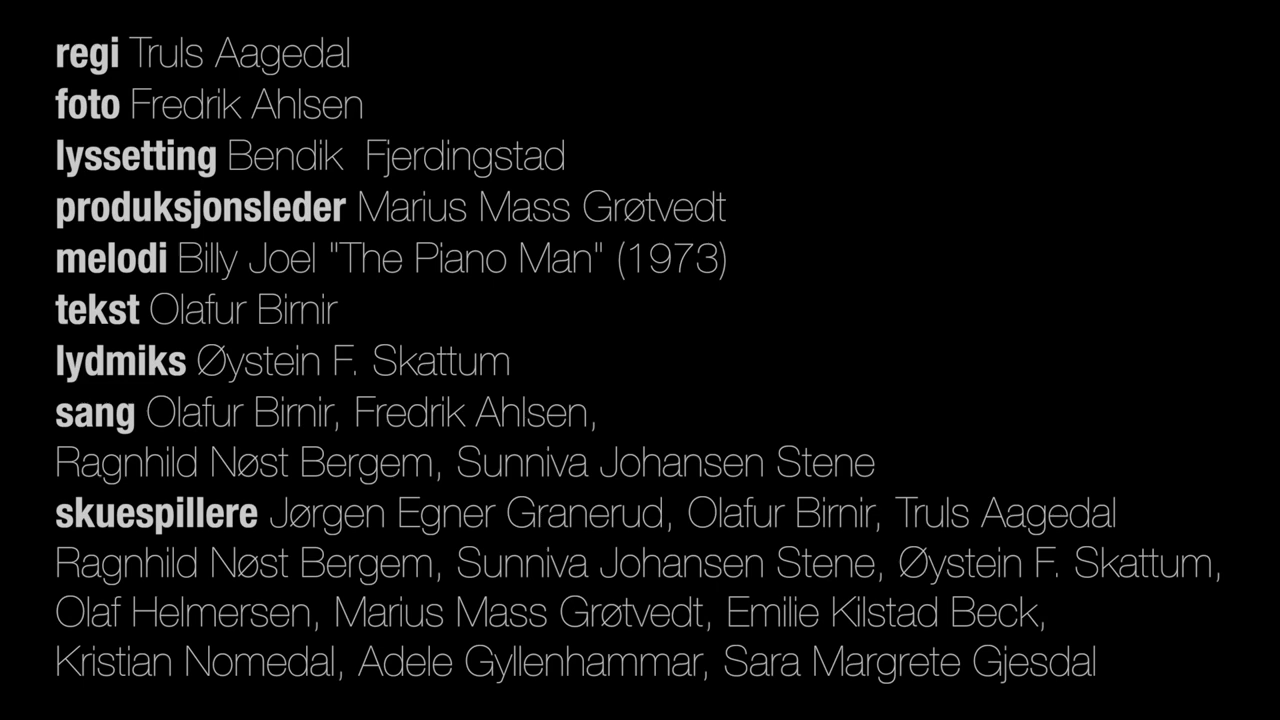 regi Truls Aagedal
foto Fredrik Ahlsen
lyssetting Bendik  Fjerdingstad
produksjonsleder Marius Mass Grøtvedt
melodi Billy Joel "The Piano Man" (1973)
tekst Olafur Birnir
lydmiks Øystein F. Skattum
sang Olafur Birnir, Fredrik Ahlsen,
Ragnhild Nøst Bergem, Sunniva Johansen Stene
skuespillere Jørgen Egner Granerud, Olafur Birnir, Truls Aagedal
Ragnhild Nøst Bergem, Sunniva Johansen Stene, Øystein F. Skattum,
Olaf Helmersen, Marius Mass Grøtvedt, Emilie Kilstad Beck,
Kristian Nomedal, Adele Gyllenhammar, Sara Margrete Gjesdal